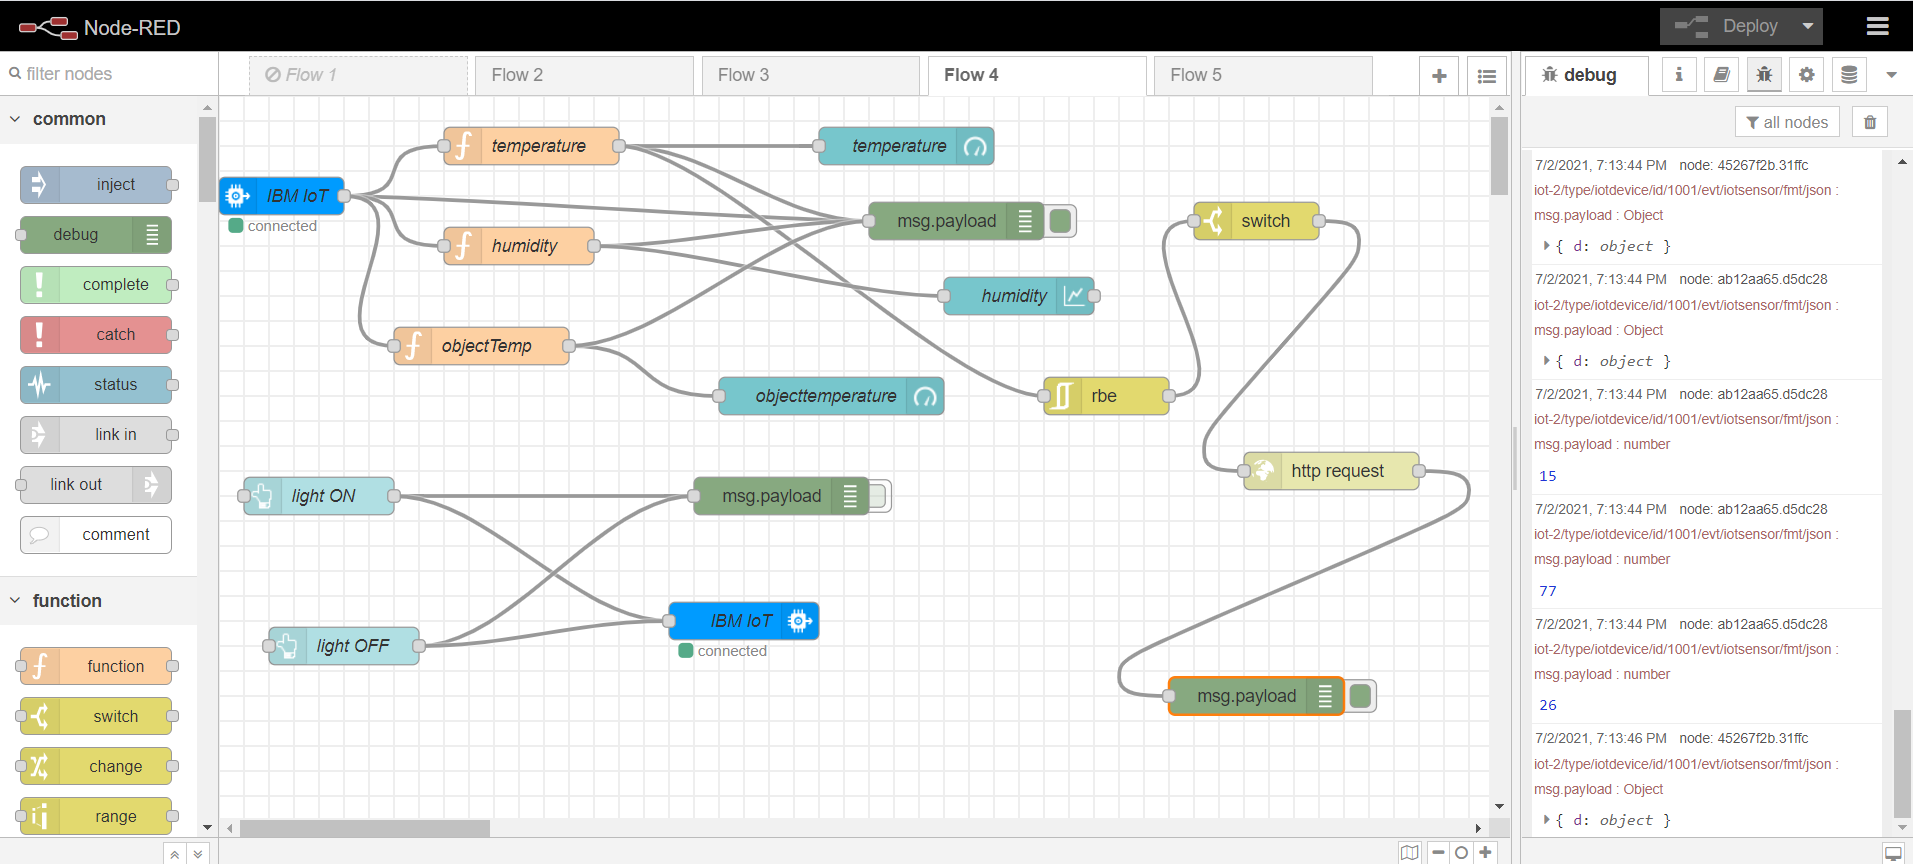 Node-RED
Deploy
filter nodes
Flow 1
Flow 2
Flow 3
Flow 4
Flow 5
debug
i
all nodes
common
inject
debug
complete
catch
status
link in
link out
comment
function
function
switch
change
range
temperature
temperature
IBM IoT
connected
msg.payload
switch
humidity
humidity
objectTemp
objecttemperature
rbe
http request
light ON
msg.payload
IBM IoT
connected
light OFF
msg.payload
7/2/2021, 7:13:44 PM node: 45267f2b.31ffc
iot-2/type/iotdevice/id/1001/evt/iotsensor/fmt/json :
msg.payload : Object
{ d: object }
7/2/2021, 7:13:44 PM node: ab12aa65.d5dc28
iot-2/type/iotdevice/id/1001/evt/iotsensor/fmt/json :
msg.payload : Object
{ d: object }
7/2/2021, 7:13:44 PM node: ab12aa65.d5dc28
iot-2/type/iotdevice/id/1001/evt/iotsensor/fmt/json :
msg.payload : number
15
7/2/2021, 7:13:44 PM node: ab12aa65.d5dc28
iot-2/type/iotdevice/id/1001/evt/iotsensor/fmt/json :
msg.payload : number
77
7/2/2021, 7:13:44 PM node: ab12aa65.d5dc28
iot-2/type/iotdevice/id/1001/evt/iotsensor/fmt/json :
msg.payload : number
26
7/2/2021, 7:13:46 PM node: 45267f2b.31ffc
iot-2/type/iotdevice/id/1001/evt/iotsensor/fmt/json :
msg.payload : Object
{ d: object }